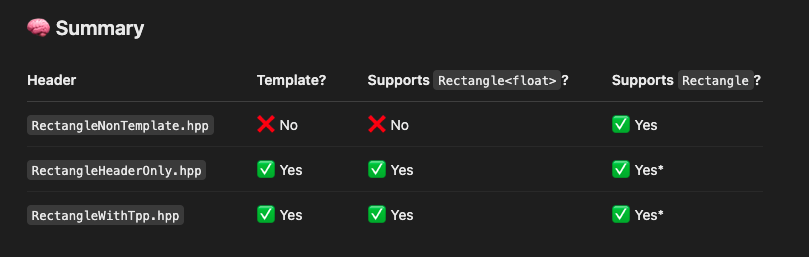 🧠 Summary
Header Template? Supports Rectangle<float>? Supports Rectangle?
RectangleNonTemplate.hpp ❌ No ❌ No ✅ Yes
RectangleHeaderOnly.hpp ✅ Yes ✅ Yes ✅ Yes*
RectangleWithTpp.hpp ✅ Yes ✅ Yes ✅ Yes*